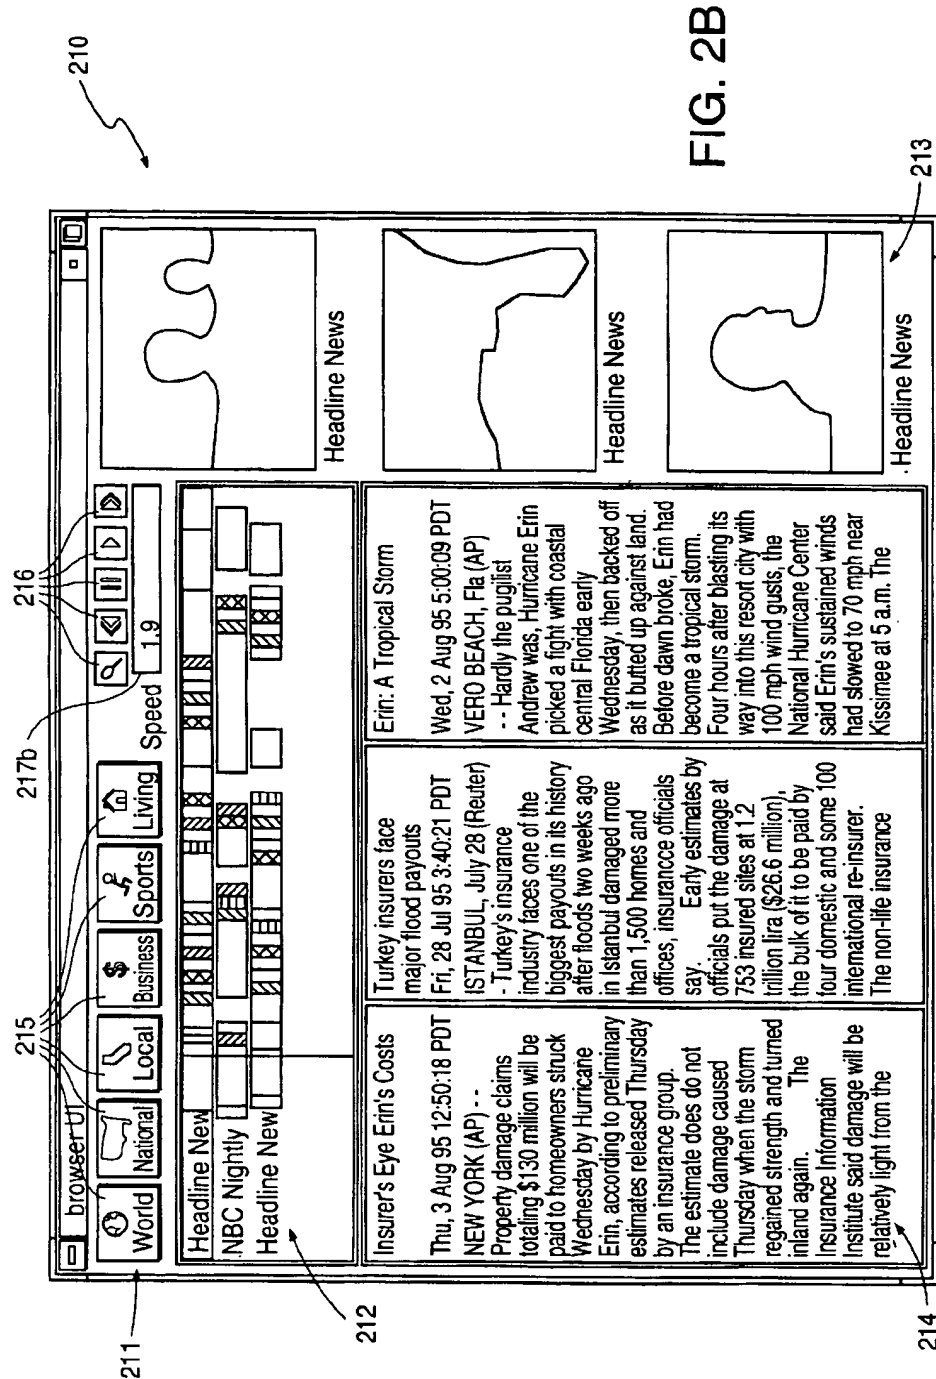 210
FIG. 2B
browser UI
215
216
217b
World
National
Local
Business
$
Sports
Living
Speed
1.9
211
Headline New
NBC Nightly
Headline New
212
Headline News
Headline News
Headline News
213
Insurer's Eye Erin's Costs
Thu, 3 Aug 95 12:50:18 PDT
NEW YORK (AP) --
Property damage claims
totaling $130 million will be
paid to homeowners struck
Wednesday by Hurricane
Erin, according to preliminary
estimates released Thursday
by an insurance group.
The estimate does do not
include damage caused
Thursday when the storm
regained strength and turned
inland again. The
Insurance Information
Institute said damage will be
relatively light from the
214
Turkey insurers face
major flood payouts
Fri, 28 Jul 95 3:40:21 PDT
ISTANBUL, July 28 (Reuter)
- Turkey's insurance
industry faces one of the
biggest payouts in its history
after floods two weeks ago
in Istanbul damaged more
than 1,500 homes and
offices, insurancce officials
say. Early estimates by
officials put the damage at
753 insured sites at 1.2
trillion lira ($26.6 million),
the bulk of it to be paid by
four domestic and some 100
international re-insurer.
The non-life insurance
Erin: A Tropical Storm
Wed, 2 Aug 95 5:00:09 PDT
VERO BEACH, Fla (AP)
-- Hardly the pugilist
Andrew was, Hurricane Erin
picked a fight with coastal
central Florida early
Wednesday, then backed off
as it butted up against land.
Before dawn broke, Erin had
become a tropical storm.
Four hours after blasting its
way into this resort city with
100 mph wind gusts, the
National Hurricane Center
said Erin's sustained winds
had slowed to 70 mph near
Kissimee at 5 a.m. The